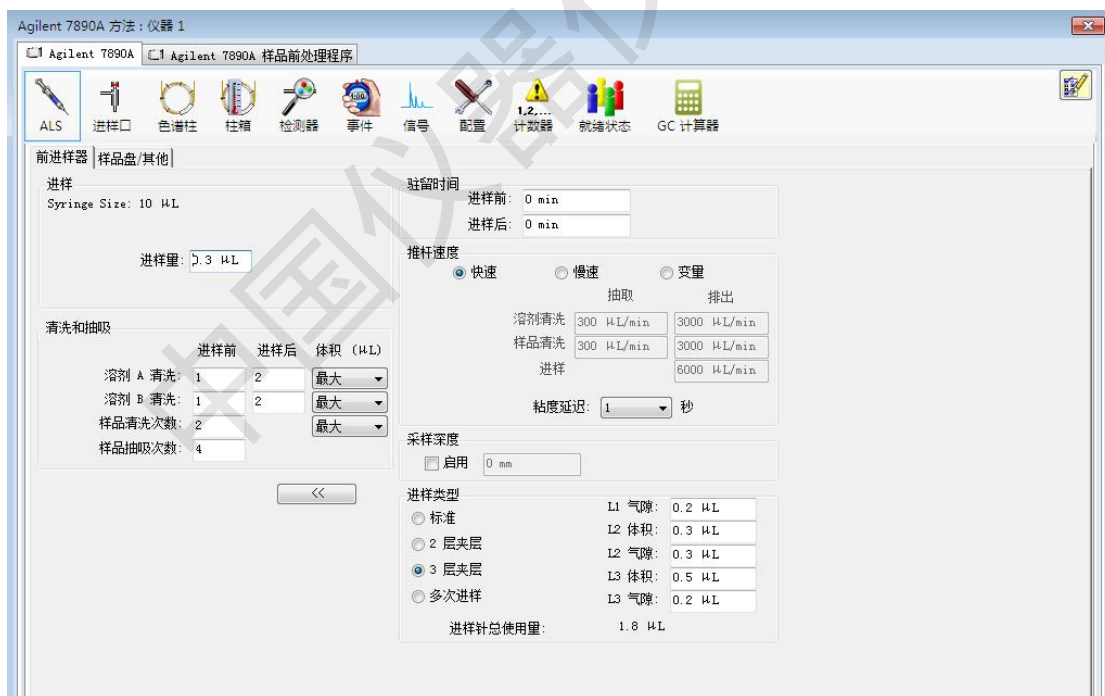 Agilent 7890A 方法：仪器 1
Agilent 7890A
Agilent 7890A 样品前处理程序
ALS
进样口
色谱柱
柱箱
检测器
事件
信号
配置
计数器
就绪状态
GC 计算器
前进样器
样品盘/其他
进样
Syringe Size: 10 µL
进样量: 0.3 µL
清洗和抽吸
进样前 进样后 体积 (µL)
溶剂 A 清洗: 1 2 最大
溶剂 B 清洗: 1 2 最大
样品清洗次数: 2 最大
样品抽吸次数: 4
<<
驻留时间
进样前: 0 min
进样后: 0 min
推杆速度
快速 慢速 变量
抽取 排出
溶剂清洗 300 µL/min 3000 µL/min
样品清洗 300 µL/min 3000 µL/min
进样 6000 µL/min
粘度延迟: 1 秒
采样深度
启用 0 mm
进样类型
标准
2 层夹层
3 层夹层
多次进样
L1 气隙: 0.2 µL
L2 体积: 0.3 µL
L2 气隙: 0.3 µL
L3 体积: 0.5 µL
L3 气隙: 0.2 µL
进样针总使用量: 1.8 µL
中国仪器仪